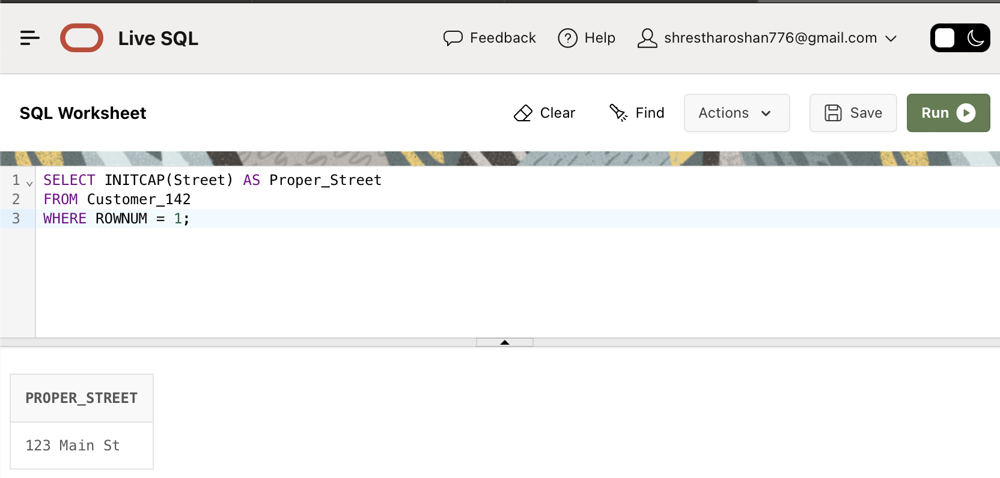 Live SQL
Feedback
Help
shrestharoshan776@gmail.com
SQL Worksheet
Clear
Find
Actions
Save
Run
1 SELECT INITCAP(Street) AS Proper_Street
2 FROM Customer_142
3 WHERE ROWNUM = 1;
PROPER_STREET
123 Main St